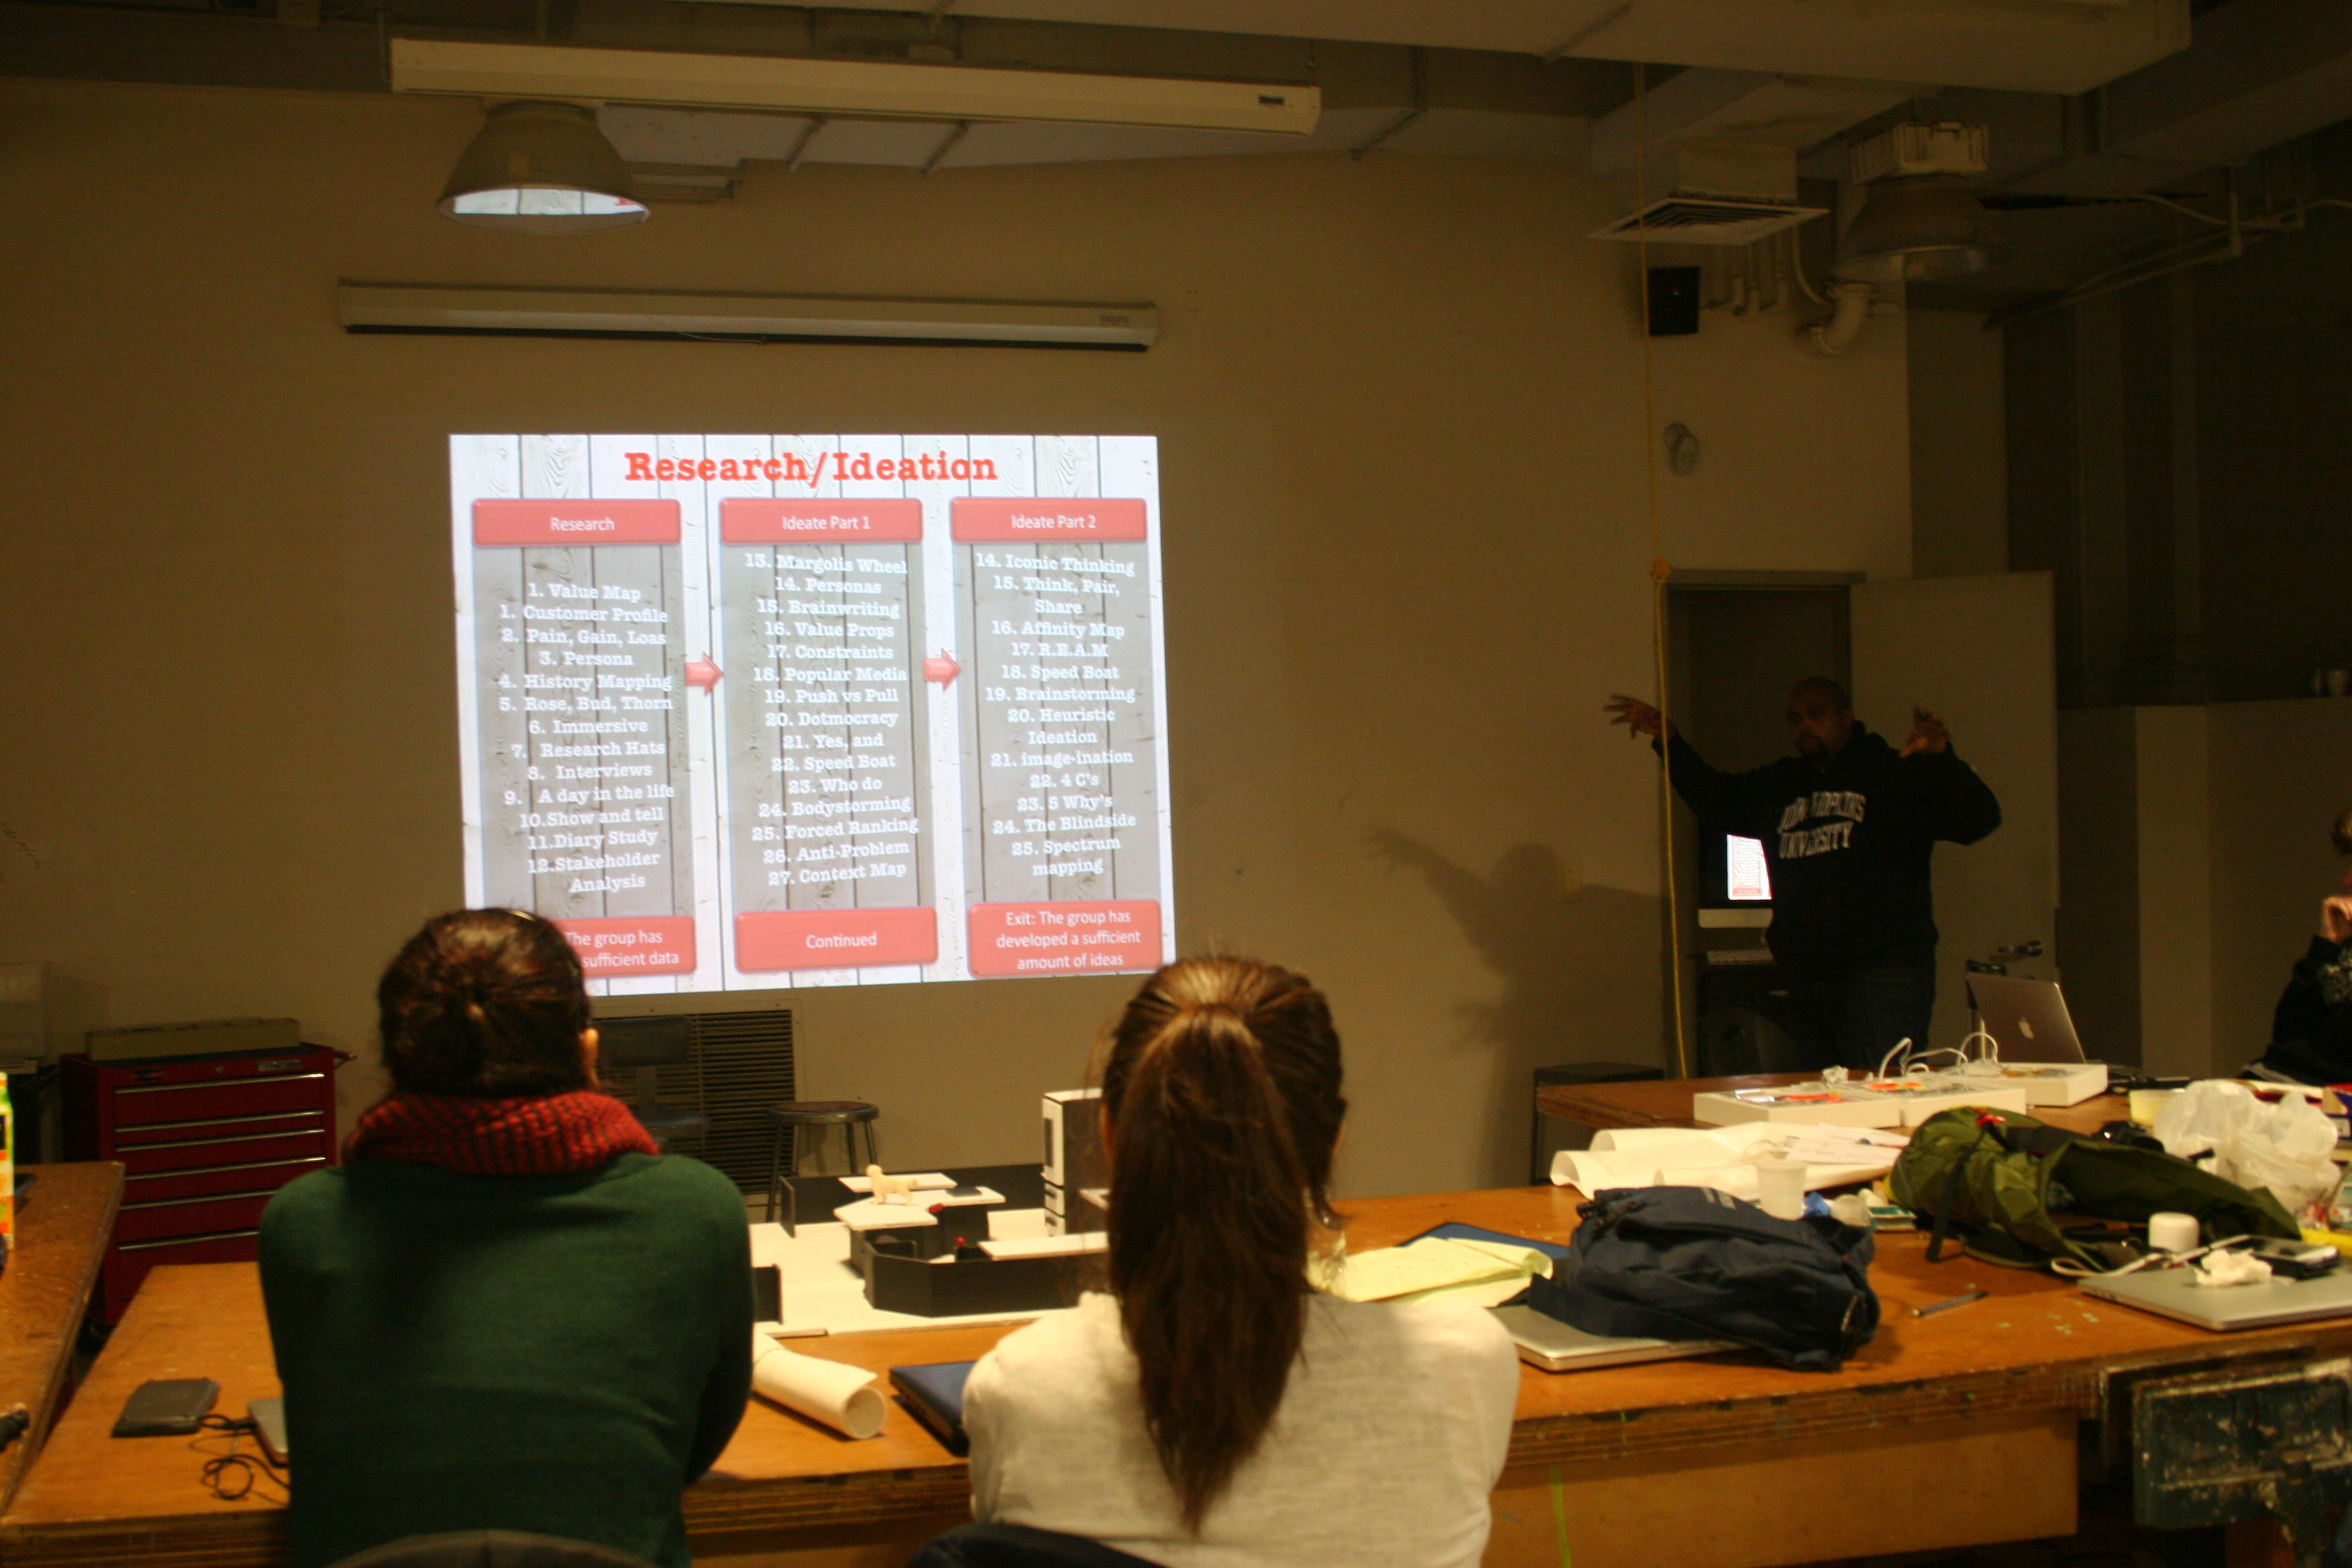 Research/Ideation
Research
1. Value Map
1. Customer Profile
2. Pain, Gain, Loas
3. Persona
4. History Mapping
5. Rose, Bud, Thorn
6. Immersive
7. Research Hats
8. Interviews
9. A day in the life
10.Show and tell
11.Diary Study
12.Stakeholder
Analysis
The group has
sufficient data
Ideate Part 1
13. Margolis Wheel
14. Personas
15. Brainwriting
16. Value Props
17. Constraints
18. Popular Media
19. Push vs Pull
20. Dotmocracy
21. Yes, and
22. Speed Boat
23. Who do
24. Bodystorming
25. Forced Ranking
26. Anti-Problem
27. Context Map
Continued
Ideate Part 2
14. Iconic Thinking
15. Think, Pair,
Share
16. Affinity Map
17. R.E.A.M
18. Speed Boat
19. Brainstorming
20. Heuristic
Ideation
21. image-ination
22. 4 C's
23. 5 Why's
24. The Blindside
25. Spectrum
mapping
Exit: The group has
developed a sufficient
amount of ideas
HOPKINS
UNIVERSITY